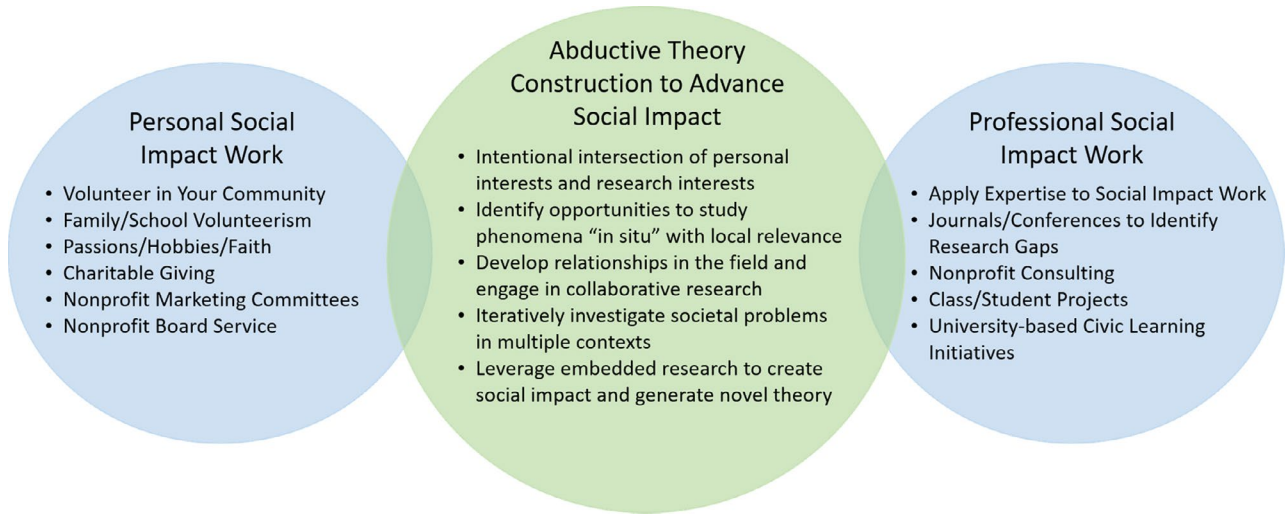 Personal Social
Impact Work
• Volunteer in Your Community
• Family/School Volunteerism
• Passions/Hobbies/Faith
• Charitable Giving
• Nonprofit Marketing Committees
• Nonprofit Board Service
Abductive Theory
Construction to Advance
Social Impact
• Intentional intersection of personal
interests and research interests
• Identify opportunities to study
phenomena “in situ” with local relevance
• Develop relationships in the field and
engage in collaborative research
• Iteratively investigate societal problems
in multiple contexts
• Leverage embedded research to create
social impact and generate novel theory
Professional Social
Impact Work
• Apply Expertise to Social Impact Work
• Journals/Conferences to Identify
Research Gaps
• Nonprofit Consulting
• Class/Student Projects
• University-based Civic Learning
Initiatives